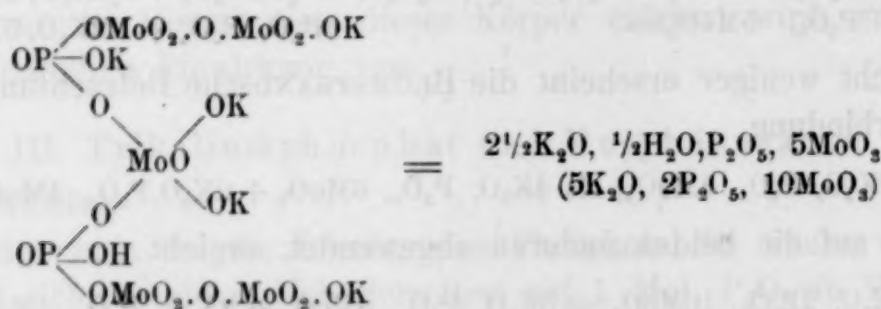 OMoO₂.O.MoO₂.OK
OP OK
O OK
MoO = 2½K₂O, ½H₂O, P₂O₅, 5MoO₃
(5K₂O, 2P₂O₅, 10MoO₃)
O OK
OP OH
OMoO₂.O.MoO₂.OK